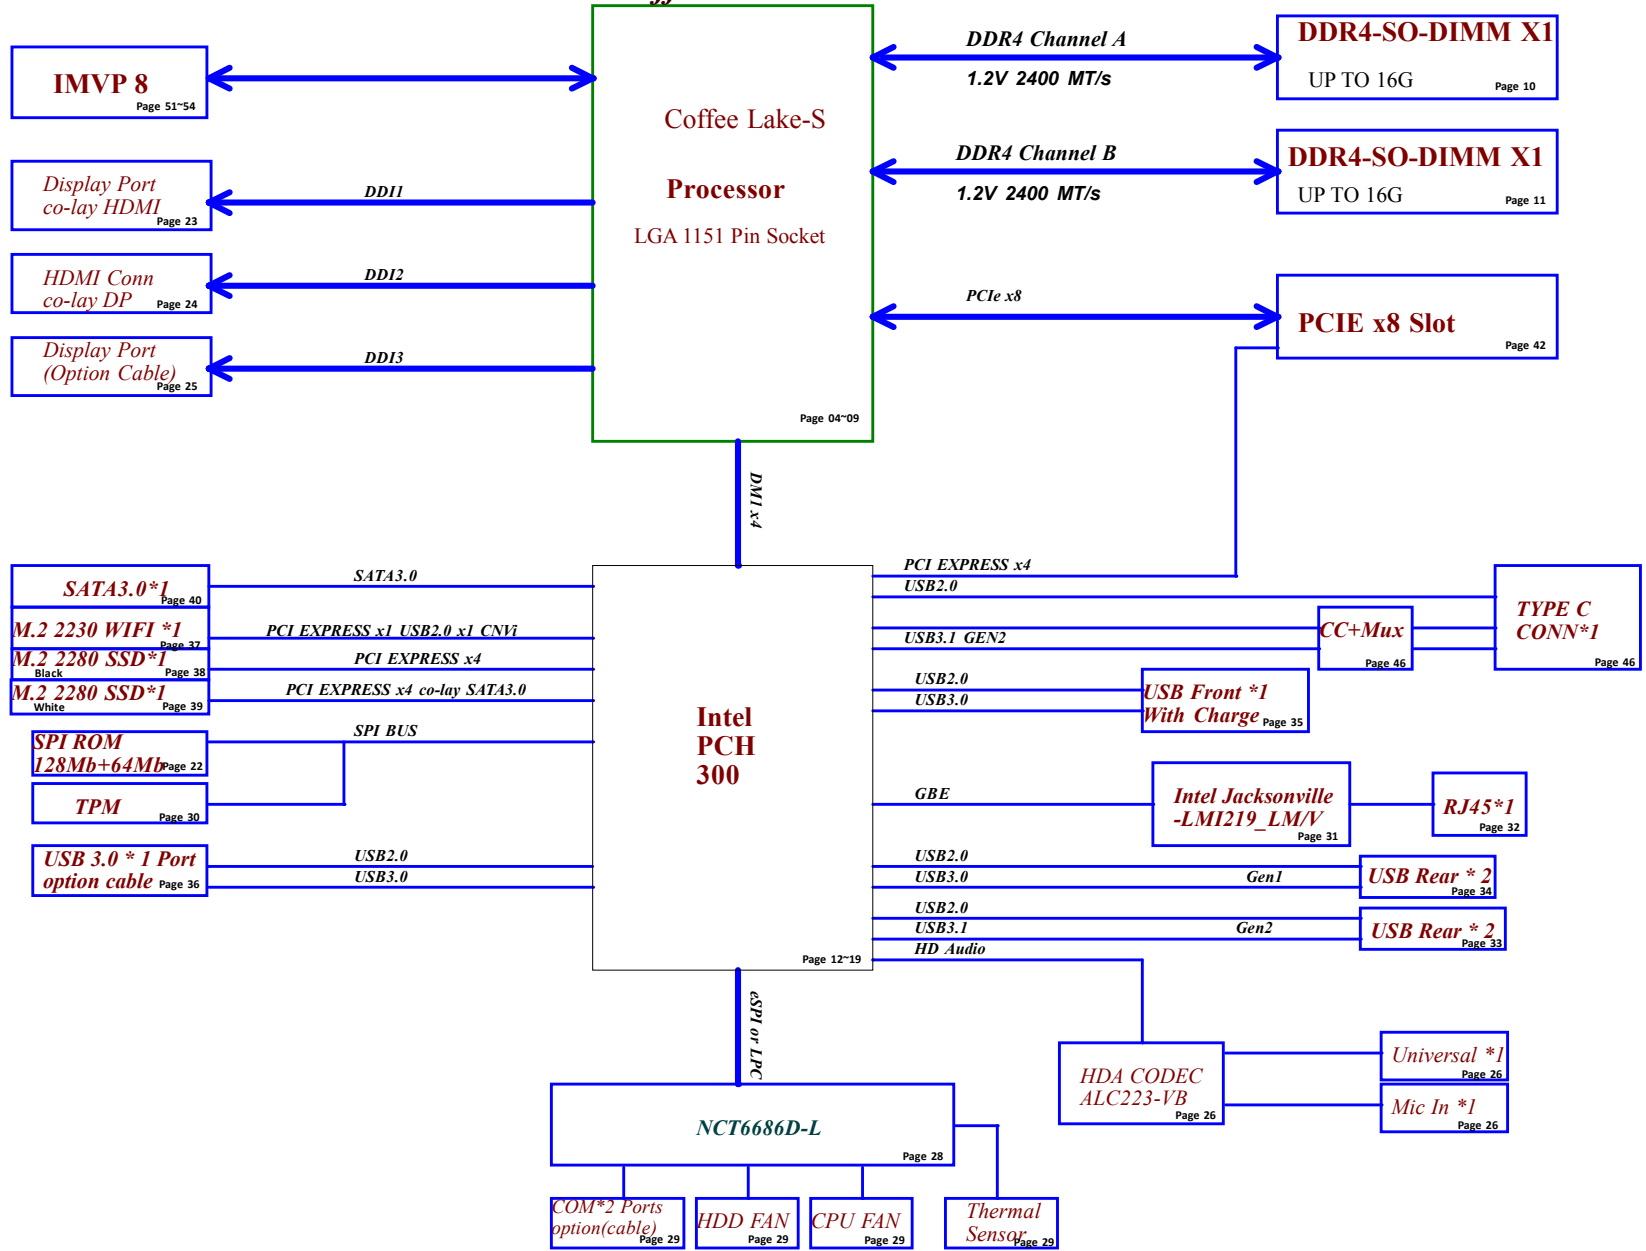 IMVP 8
Page 51~54
Display Port
co-lay HDMI
Page 23
HDMI Conn
co-lay DP
Page 24
Display Port
(Option Cable)
Page 25
DDI1
DDI2
DDI3
Coffee Lake-S
Processor
LGA 1151 Pin Socket
Page 04~09
DDR4 Channel A
1.2V 2400 MT/s
DDR4-SO-DIMM X1
UP TO 16G
Page 10
DDR4 Channel B
1.2V 2400 MT/s
DDR4-SO-DIMM X1
UP TO 16G
Page 11
PCIe x8
PCIE x8 Slot
Page 42
DMI x4
SATA3.0*1
Page 40
SATA3.0
M.2 2230 WIFI *1
Page 37
PCI EXPRESS x1 USB2.0 x1 CNVi
M.2 2280 SSD*1
Black
Page 38
PCI EXPRESS x4
M.2 2280 SSD*1
White
Page 39
PCI EXPRESS x4 co-lay SATA3.0
SPI ROM
128Mb+64Mb
Page 22
SPI BUS
TPM
Page 30
USB 3.0 * 1 Port
option cable
Page 36
USB2.0
USB3.0
Intel
PCH
300
Page 12~19
PCI EXPRESS x4
USB2.0
USB3.1 GEN2
CC+Mux
Page 46
TYPE C
CONN*1
Page 46
USB2.0
USB3.0
USB Front *1
With Charge
Page 35
GBE
Intel Jacksonville
-LMI219_LM/V
Page 31
RJ45*1
Page 32
USB2.0
USB3.0
Gen1
USB Rear * 2
Page 34
USB2.0
USB3.1
Gen2
USB Rear * 2
Page 33
HD Audio
HDA CODEC
ALC223-VB
Page 26
Universal *1
Page 26
Mic In *1
Page 26
eSPI or LPC
NCT6686D-L
Page 28
COM*2 Ports
option(cable)
Page 29
HDD FAN
Page 29
CPU FAN
Page 29
Thermal
Sensor
Page 29